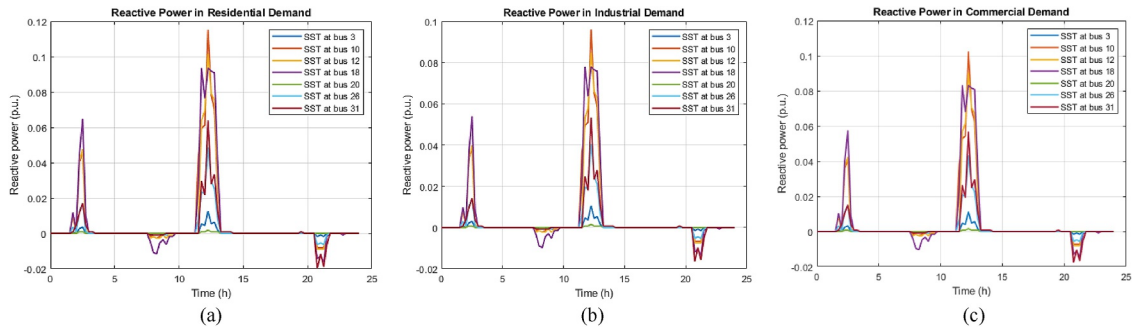 Reactive Power in Residential Demand
0.12
0.1
0.08
0.06
0.04
0.02
0
-0.02
Reactive power (p.u.)
0
5
10
15
20
25
Time (h)
SST at bus 3
SST at bus 10
SST at bus 12
SST at bus 18
SST at bus 20
SST at bus 26
SST at bus 31
(a)
Reactive Power in Industrial Demand
0.1
0.08
0.06
0.04
0.02
0
-0.02
Reactive power (p.u.)
0
5
10
15
20
25
Time (h)
SST at bus 3
SST at bus 10
SST at bus 12
SST at bus 18
SST at bus 20
SST at bus 26
SST at bus 31
(b)
Reactive Power in Commercial Demand
0.12
0.1
0.08
0.06
0.04
0.02
0
-0.02
Reactive power (p.u.)
0
5
10
15
20
25
Time (h)
SST at bus 3
SST at bus 10
SST at bus 12
SST at bus 18
SST at bus 20
SST at bus 26
SST at bus 31
(c)